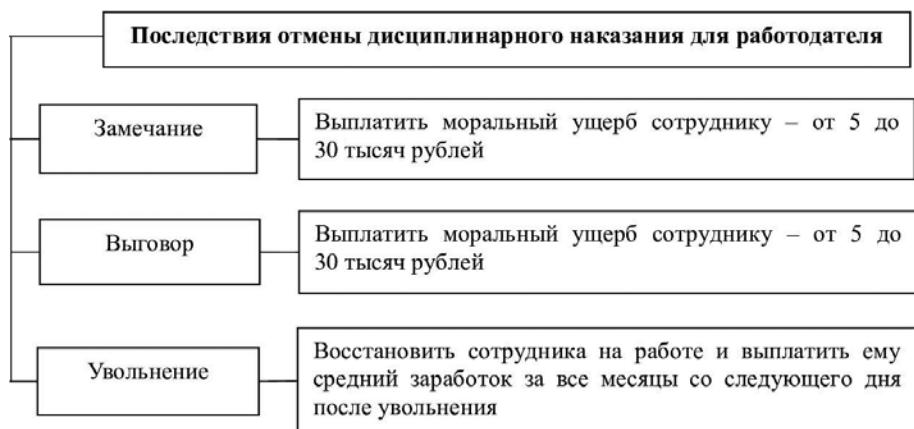 Последствия отмены дисциплинарного наказания для работодателя
Замечание
Выплатить моральный ущерб сотруднику – от 5 до
30 тысяч рублей
Выговор
Выплатить моральный ущерб сотруднику – от 5 до
30 тысяч рублей
Увольнение
Восстановить сотрудника на работе и выплатить ему
средний заработок за все месяцы со следующего дня
после увольнения